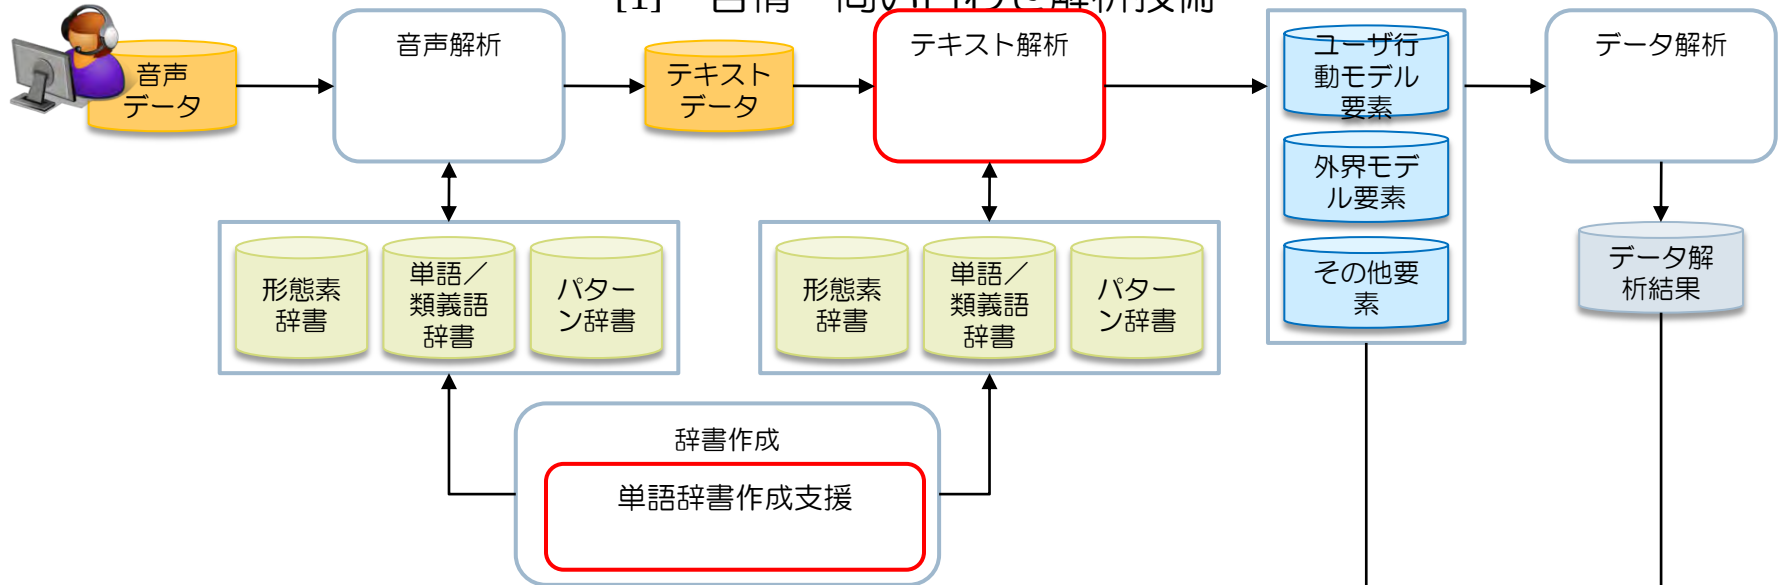 [1]
音声
データ
音声解析
テキスト
データ
テキスト解析
ユーザ行
動モデル
要素
外界モデ
ル要素
その他要
素
データ解析
データ解
析結果
形態素
辞書
単語／
類義語
辞書
パター
ン辞書
形態素
辞書
単語／
類義語
辞書
パター
ン辞書
辞書作成
単語辞書作成支援